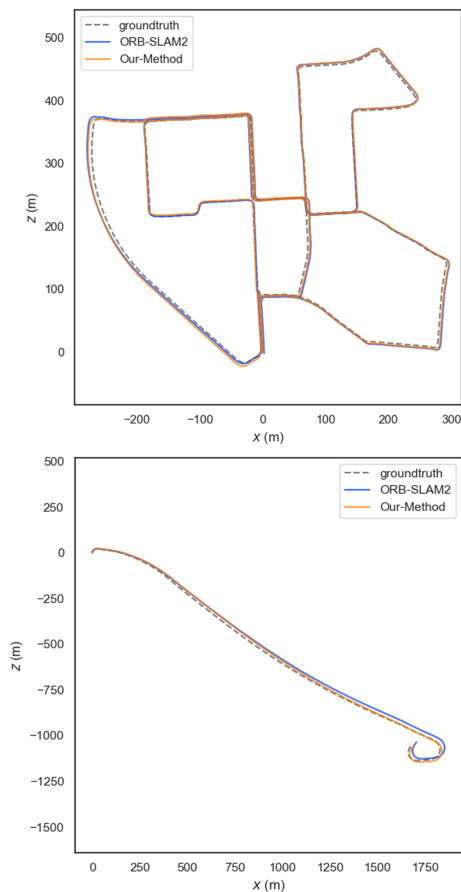 500
400
300
200
100
0
z (m)
groundtruth
ORB-SLAM2
Our-Method
−200 −100 0 100 200 300
x (m)
500
250
0
−250
−500
−750
−1000
−1250
−1500
z (m)
groundtruth
ORB-SLAM2
Our-Method
0 250 500 750 1000 1250 1500 1750
x (m)